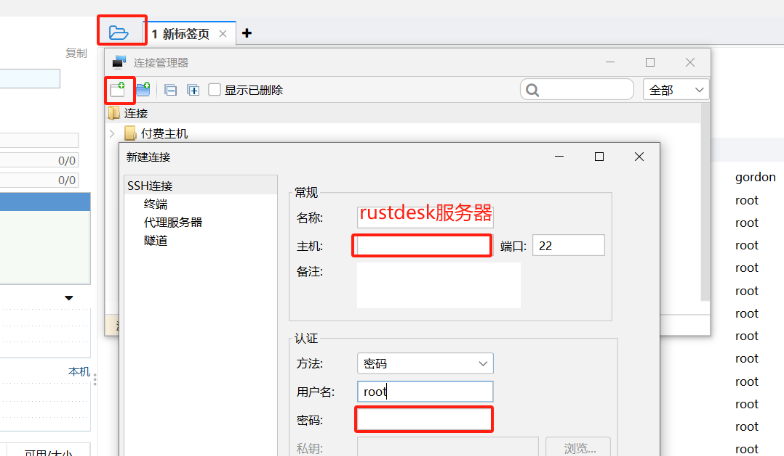 1 新标签页
复制
连接管理器
显示已删除
全部
连接
付费主机
新建连接
SSH连接
终端
代理服务器
隧道
常规
名称:
rustdesk服务器
主机:
端口: 22
备注:
认证
方法: 密码
用户名: root
密码:
私钥:
浏览...
0/0
0/0
本机
可用/大小
gordon
root
root
root
root
root
root
root
root
root
root
root
root